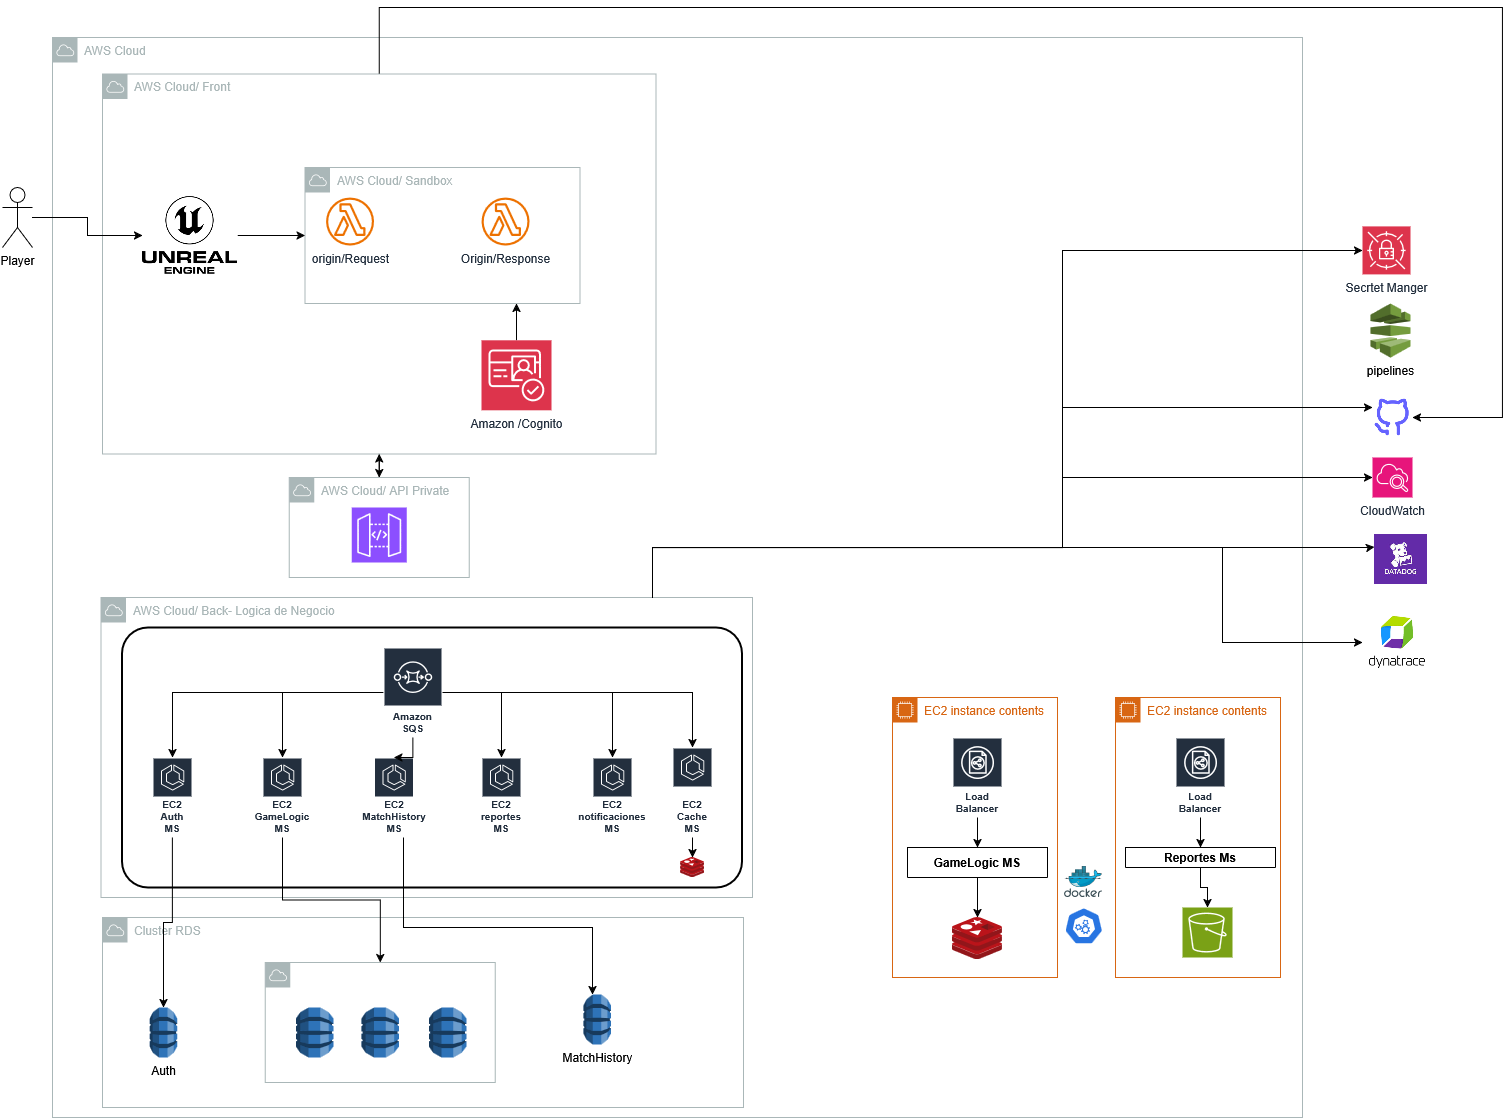 AWS Cloud
AWS Cloud/ Front
AWS Cloud/ Sandbox
origin/Request
Origin/Response
Player
UNREAL
ENGINE
Amazon /Cognito
AWS Cloud/ API Private
Secrtet Manger
pipelines
CloudWatch
DATADOG
dynatrace
AWS Cloud/ Back- Logica de Negocio
Amazon
SQS
EC2
Auth
MS
EC2
GameLogic
MS
EC2
MatchHistory
MS
EC2
reportes
MS
EC2
notificaciones
MS
EC2
Cache
MS
EC2 instance contents
Load
Balancer
GameLogic MS
docker
EC2 instance contents
Load
Balancer
Reportes Ms
Cluster RDS
Auth
MatchHistory